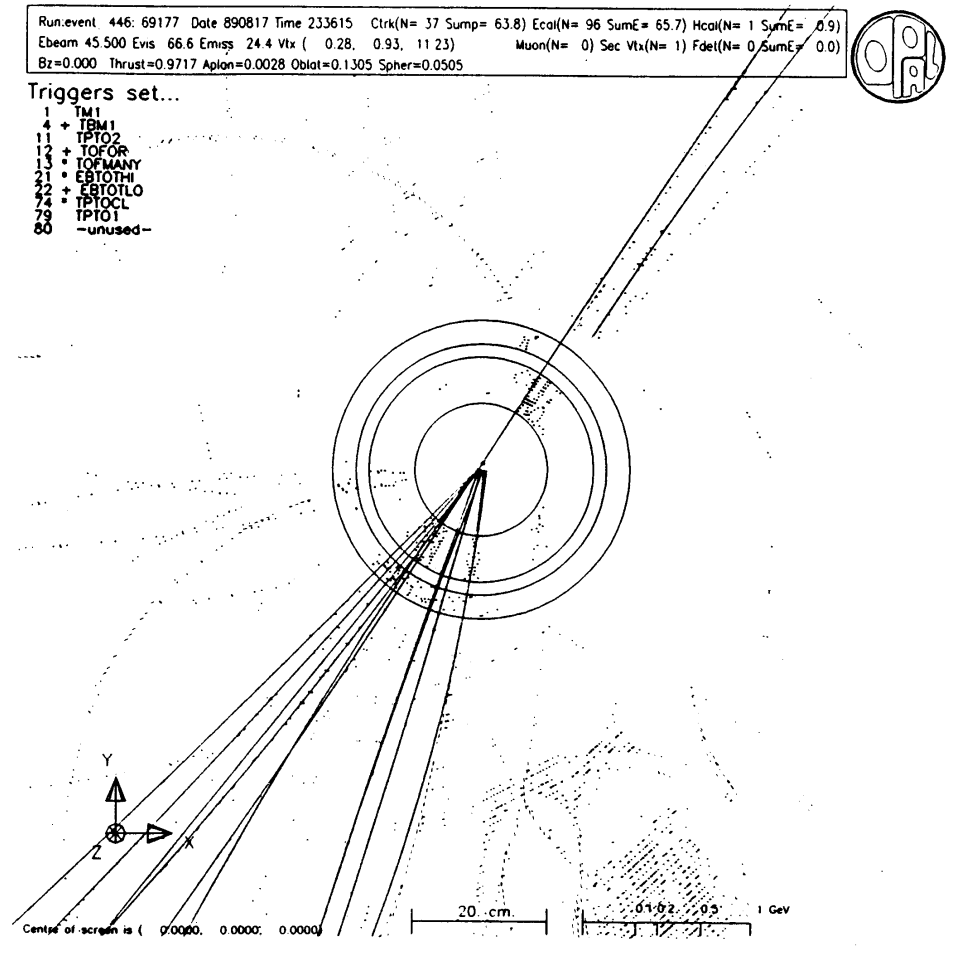 Run:event 446: 69177 Date 890817 Time 233615 Ctrk(N= 37 Sump= 63.8) Ecal(N= 96 SumE= 65.7) Hcal(N= 1 SumE= 0.9)
Ebeam 45.500 Evis 66.6 Emiss 24.4 Vtx ( 0.28, 0.93, 11.23) Muon(N= 0) Sec Vtx(N= 1) Fdet(N= 0 SumE= 0.0)
Bz=0.000 Thrust=0.9717 Aplan=0.0028 Oblat=0.1305 Spher=0.0505
OPAL
Triggers set...
1 TM1
4 + TBM1
11 TPTO2
12 + TOFOR
13 * TOFMANY
21 * EBTOTHI
22 + EBTOTLO
74 * TPTOCL
79 TPTO1
80 -unused-
Y
X
Z
20. cm.
0.1 0.2 0.5 1 GeV
Centre of screen is ( 0.0000, 0.0000, 0.0000)